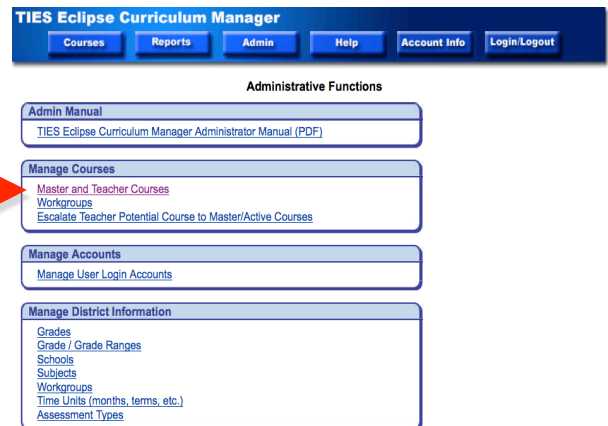 TIES Eclipse Curriculum Manager
Courses Reports Admin Help Account Info Login/Logout
Administrative Functions
Admin Manual
TIES Eclipse Curriculum Manager Administrator Manual (PDF)
Manage Courses
Master and Teacher Courses
Workgroups
Escalate Teacher Potential Course to Master/Active Courses
Manage Accounts
Manage User Login Accounts
Manage District Information
Grades
Grade / Grade Ranges
Schools
Subjects
Workgroups
Time Units (months, terms, etc.)
Assessment Types